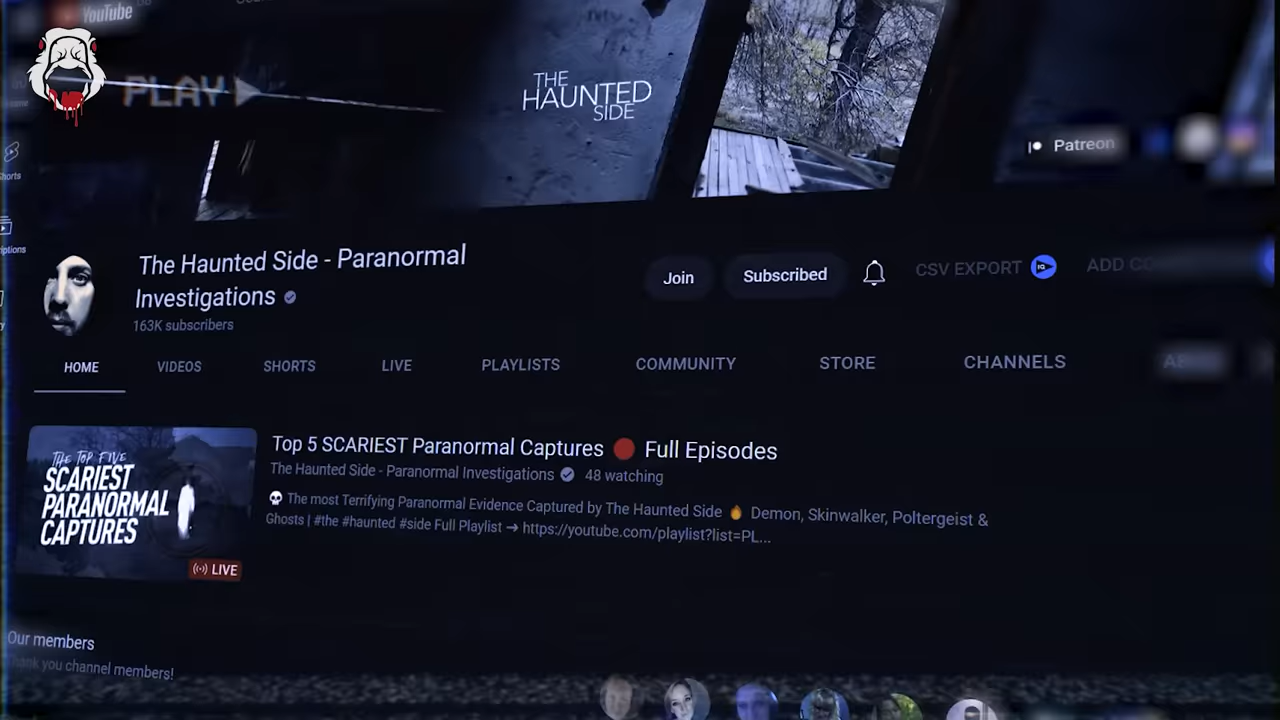 YouTube
PLAY
THE
HAUNTED
SIDE
Patreon
The Haunted Side - Paranormal
Investigations
163K subscribers
Join
Subscribed
CSV EXPORT
HOME
VIDEOS
SHORTS
LIVE
PLAYLISTS
COMMUNITY
STORE
CHANNELS
THE TOP FIVE
SCARIEST
PARANORMAL
CAPTURES
LIVE
Top 5 SCARIEST Paranormal Captures 🔴 Full Episodes
The Haunted Side - Paranormal Investigations 48 watching
💀 The most Terrifying Paranormal Evidence Captured by The Haunted Side 🔥 Demon, Skinwalker, Poltergeist &
Ghosts | #the #haunted #side Full Playlist → https://youtube.com/playlist?list=PL...
Our members
Thank you channel members!